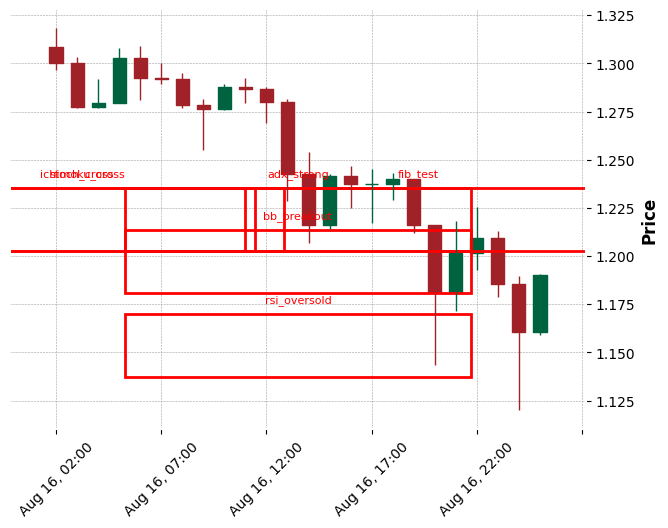 1.325
1.300
1.275
1.250
1.225
1.200
1.175
1.150
1.125
Price
adx_strong
fib_test
bb_breakout
rsi_oversold
Aug 16, 02:00
Aug 16, 07:00
Aug 16, 12:00
Aug 16, 17:00
Aug 16, 22:00